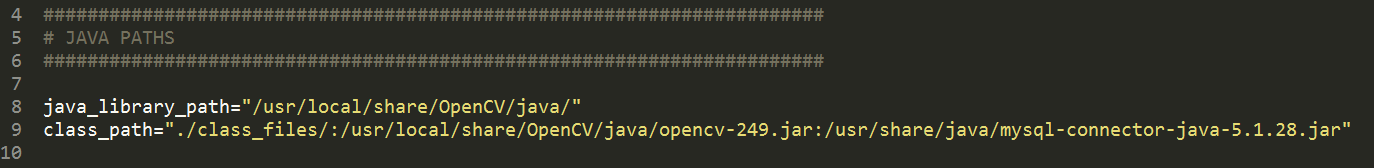 4 #######################################################################
5 # JAVA PATHS
6 #######################################################################
7
8 java_library_path="/usr/local/share/OpenCV/java/"
9 class_path="./class_files/:/usr/local/share/OpenCV/java/opencv-249.jar:/usr/share/java/mysql-connector-java-5.1.28.jar"
10